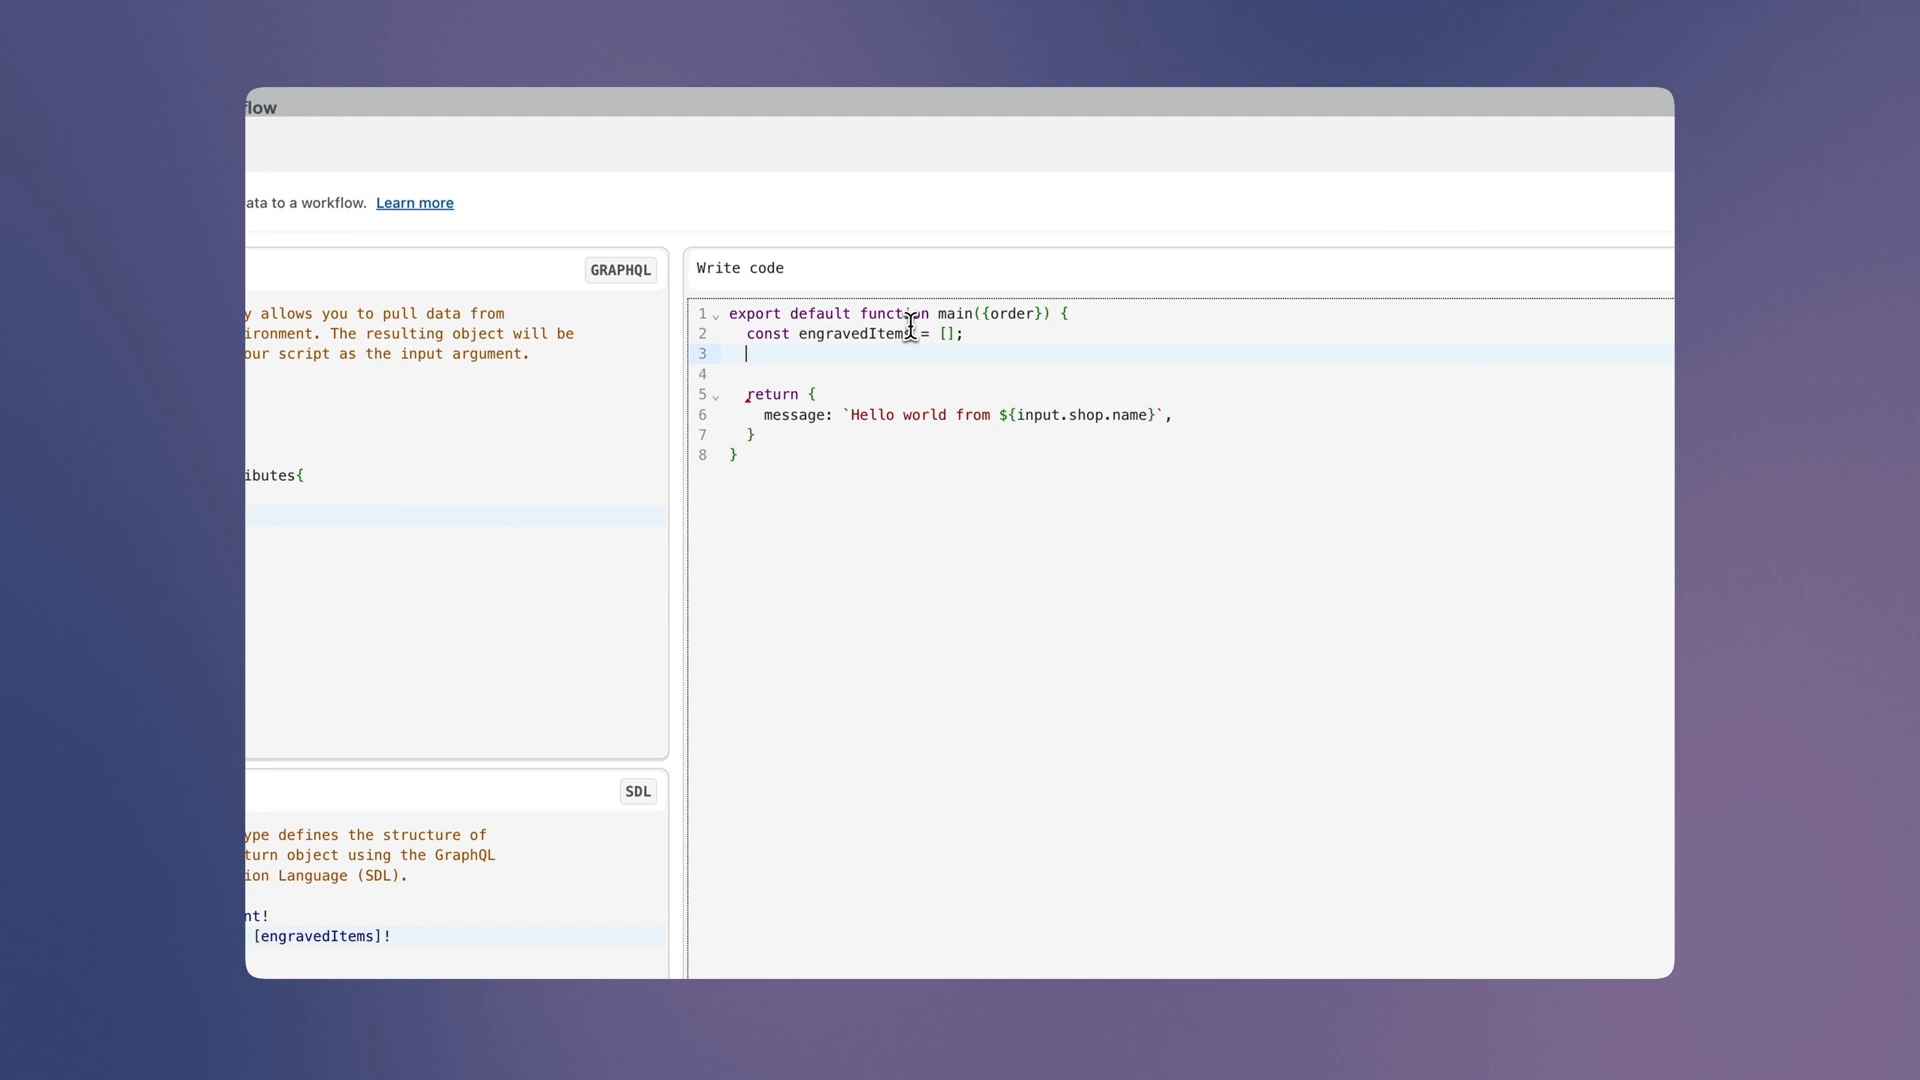 flow
ata to a workflow. Learn more
GRAPHQL
y allows you to pull data from
ironment. The resulting object will be
our script as the input argument.
ibutes{
SDL
ype defines the structure of
turn object using the GraphQL
ion Language (SDL).
nt!
[engravedItems]!
Write code
1 export default function main({order}) {
2 const engravedItems = [];
3
4
5 return {
6 message: `Hello world from ${input.shop.name}`,
7 }
8 }